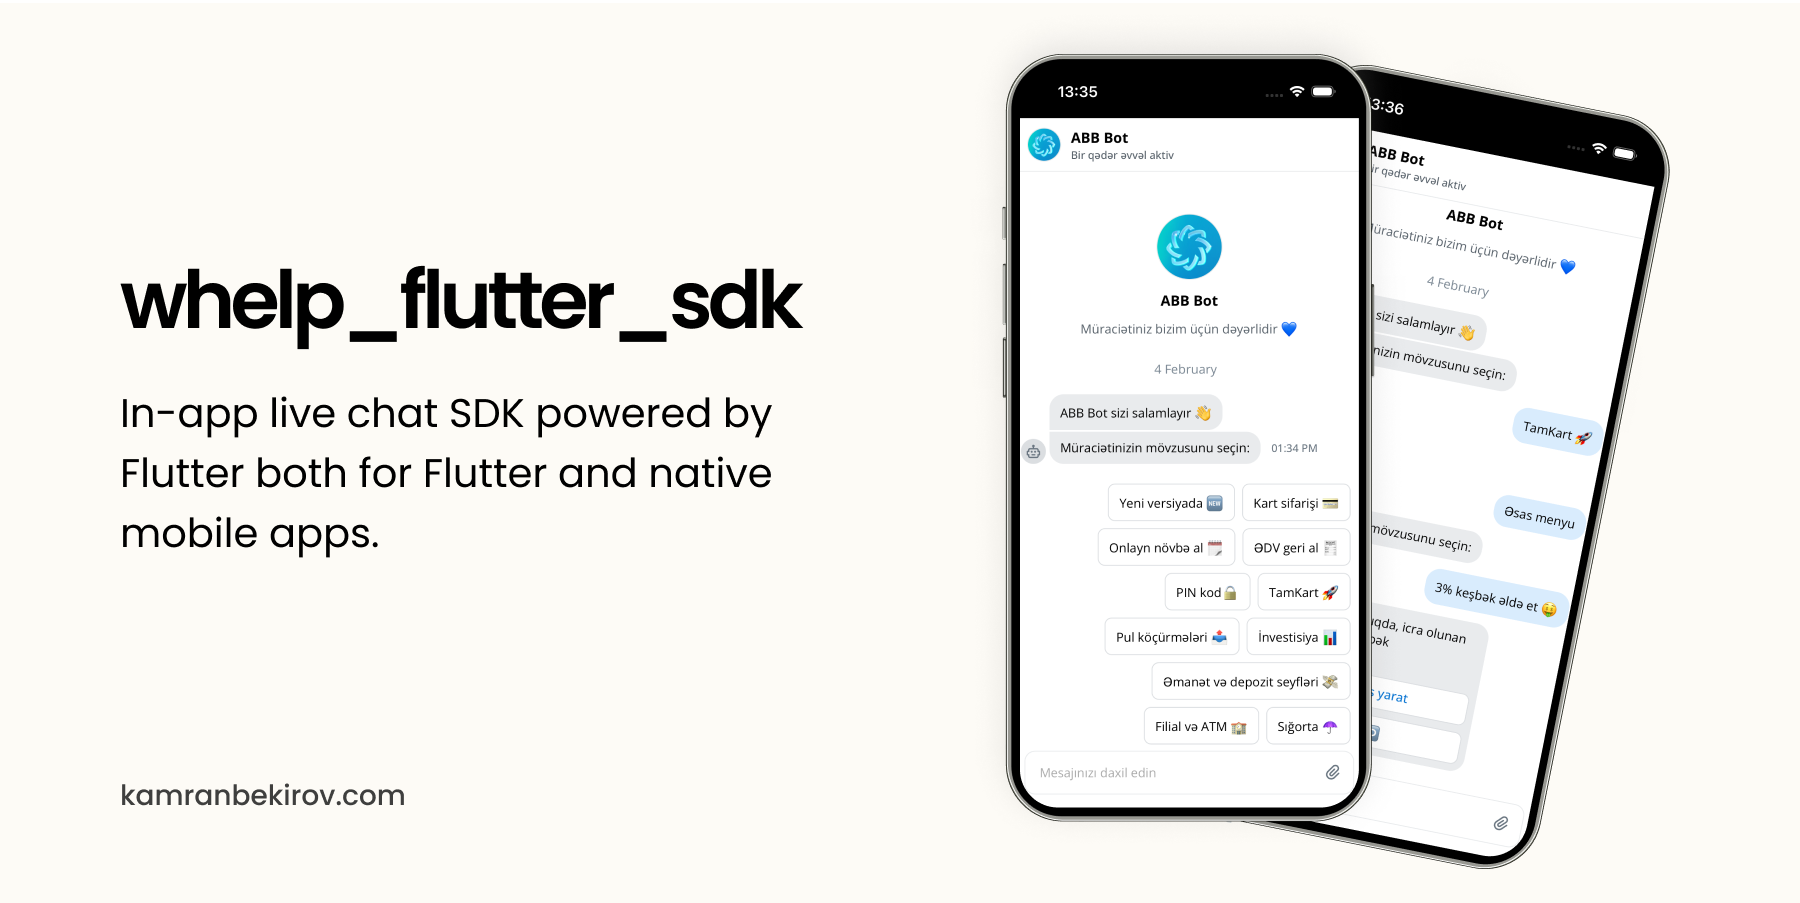 whelp_flutter_sdk
In-app live chat SDK powered by
Flutter both for Flutter and native
mobile apps.
kamranbekirov.com
13:35
ABB Bot
Bir qədər əvvəl aktiv
ABB Bot
Müraciətiniz bizim üçün dəyərlidir 💙
4 February
ABB Bot sizi salamlayır 👋
Müraciətinizin mövzusunu seçin: 01:34 PM
Yeni versiyada 🆕 Kart sifarişi 💳
Onlayn növbə al 🗓️ ƏDV geri al 🧾
PIN kod🔒 TamKart 🚀
Pul köçürmələri 📤 İnvestisiya 📊
Əmanət və depozit seyfləri 💸
Filial və ATM 🏫 Sığorta ☂️
Mesajınızı daxil edin
3:36
ABB Bot
ir qədər əvvəl aktiv
ABB Bot
üraciətiniz bizim üçün dəyərlidir 💙
4 February
sizi salamlayır 👋
nizin mövzusunu seçin:
TamKart 🚀
Əsas menyu
mövzusunu seçin:
3% keşbək əldə et 🤑
uqda, icra olunan
bək
yarat